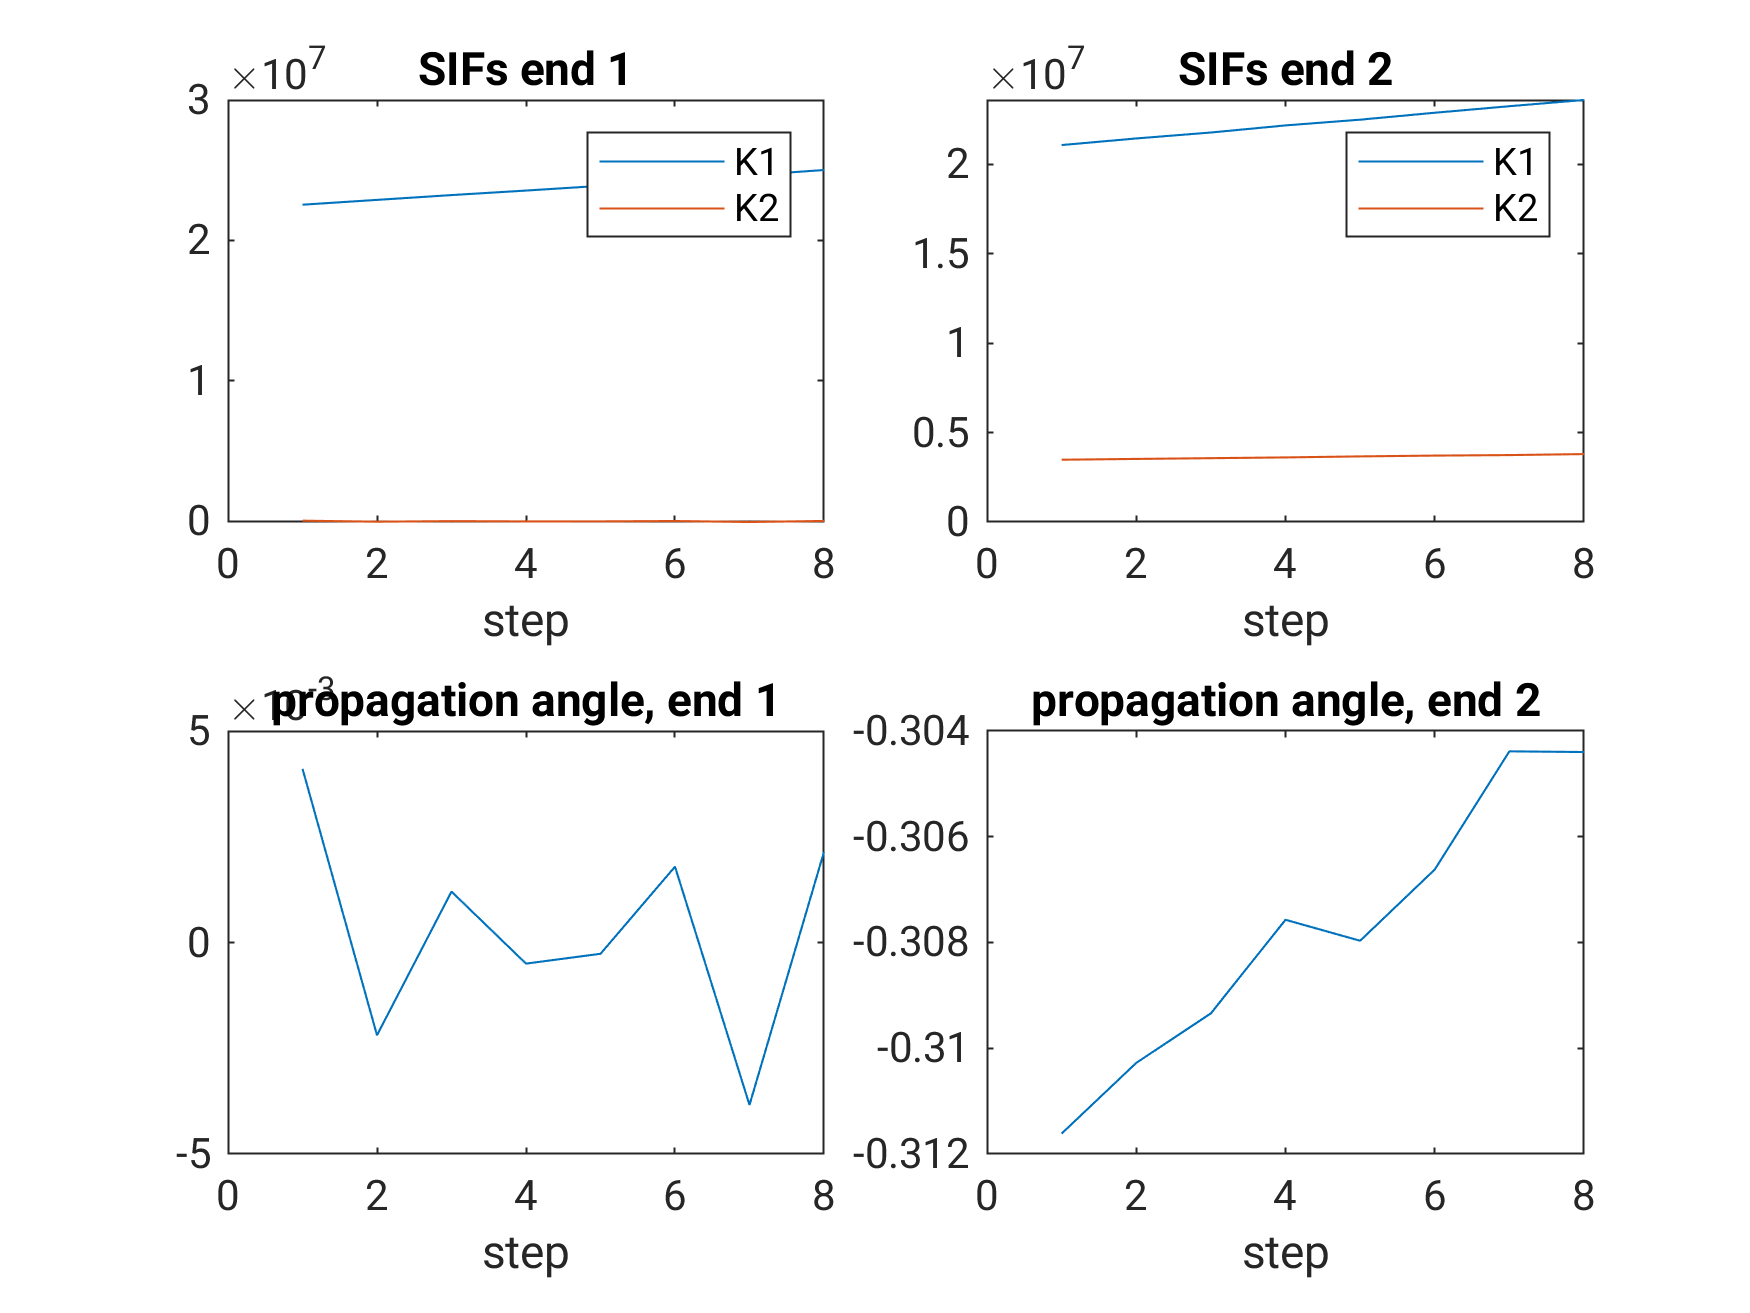 ×10^7
SIFs end 1
3
2
1
0
K1
K2
0 2 4 6 8
step
×10^7
SIFs end 2
2
1.5
1
0.5
0
K1
K2
0 2 4 6 8
step
×10^-3
propagation angle, end 1
5
0
-5
0 2 4 6 8
step
propagation angle, end 2
-0.304
-0.306
-0.308
-0.31
-0.312
0 2 4 6 8
step